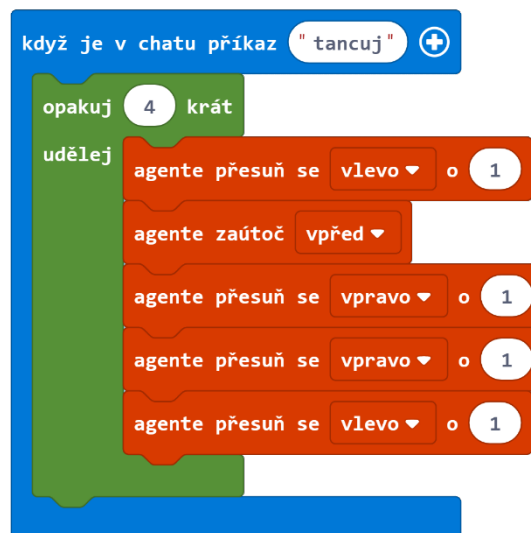 když je v chatu příkaz "tancuj"
opakuj 4 krát
udělej
agente přesuň se vlevo o 1
agente zaútoč vpřed
agente přesuň se vpravo o 1
agente přesuň se vpravo o 1
agente přesuň se vlevo o 1